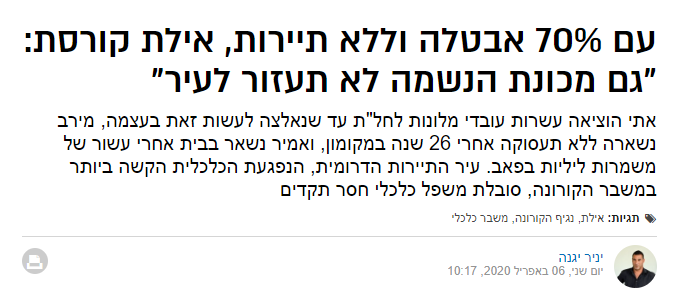 עם 70% אבטלה וללא תיירות, אילת קורסת:
"גם מכונת הנשמה לא תעזור לעיר"
אתי הוציאה עשרות עובדי מלונות לחל"ת עד שנאלצה לעשות זאת בעצמה, מירב
נשארה ללא תעסוקה אחרי 26 שנה במקומון, ואמיר נשאר בבית אחרי עשור של
משמרות ליליות בפאב. עיר התיירות הדרומית, הנפגעת הכלכלית הקשה ביותר
במשבר הקורונה, סובלת משפל כלכלי חסר תקדים
תגיות: אילת, נגיף הקורונה, משבר כלכלי
יניר יגנה
יום שני, 06 באפריל 2020, 10:17